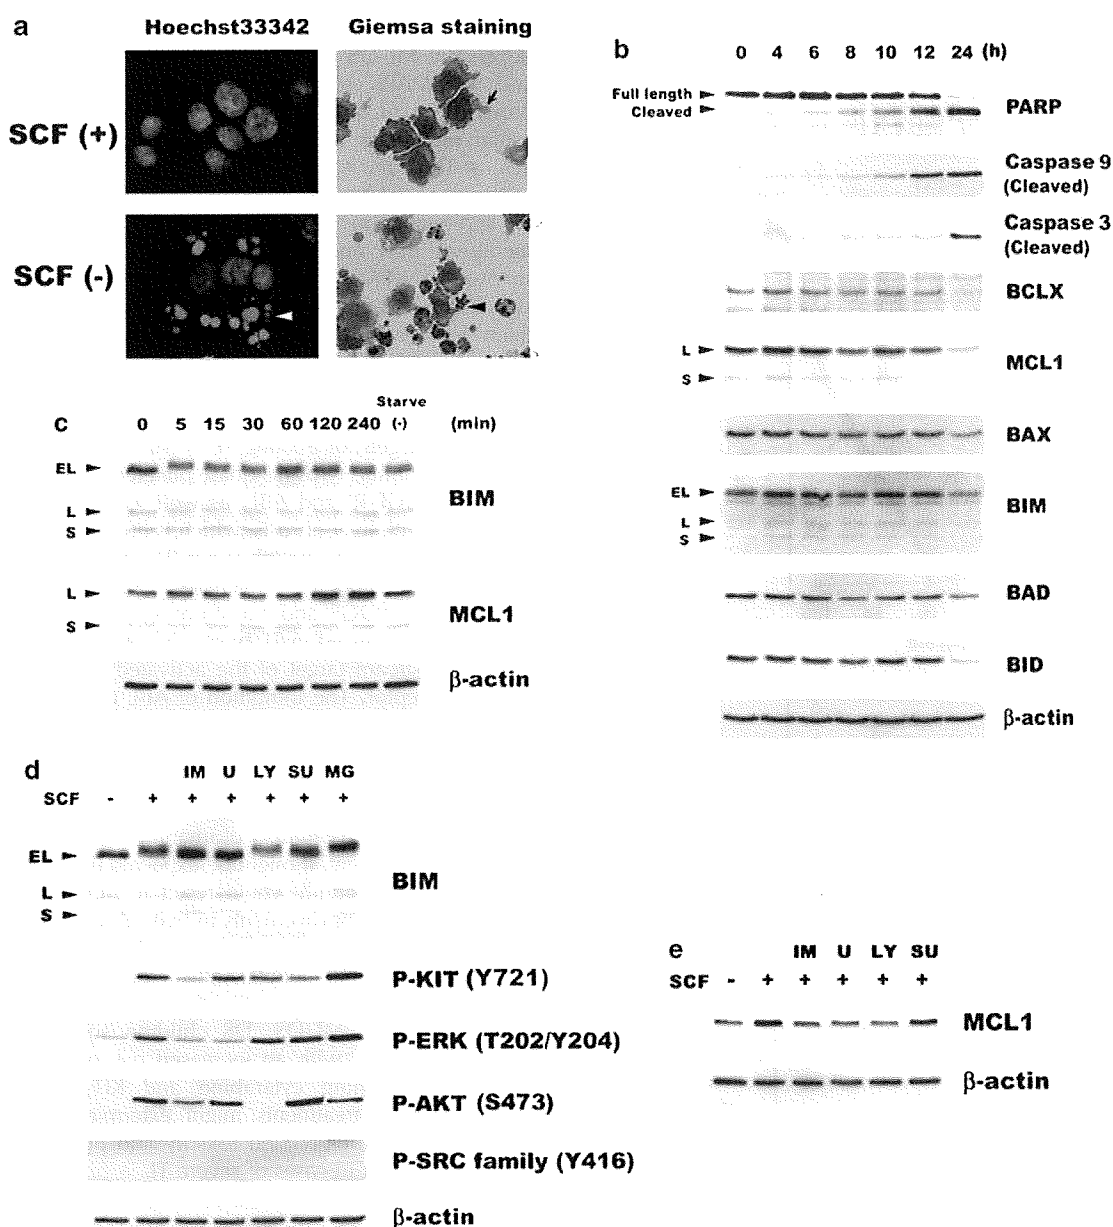 a
Hoechst33342 Giemsa staining
SCF (+)
SCF (-)
b
0 4 6 8 10 12 24 (h)
Full length
Cleaved
PARP
Caspase 9
(Cleaved)
Caspase 3
(Cleaved)
BCLX
L
S
MCL1
BAX
EL
L
S
BIM
BAD
BID
β-actin
c
Starve
0 5 15 30 60 120 240 (-) (min)
EL
L
S
BIM
L
S
MCL1
β-actin
d
IM U LY SU MG
SCF - + + + + + +
EL
L
S
BIM
P-KIT (Y721)
P-ERK (T202/Y204)
P-AKT (S473)
P-SRC family (Y416)
β-actin
e
IM U LY SU
SCF - + + + + +
MCL1
β-actin